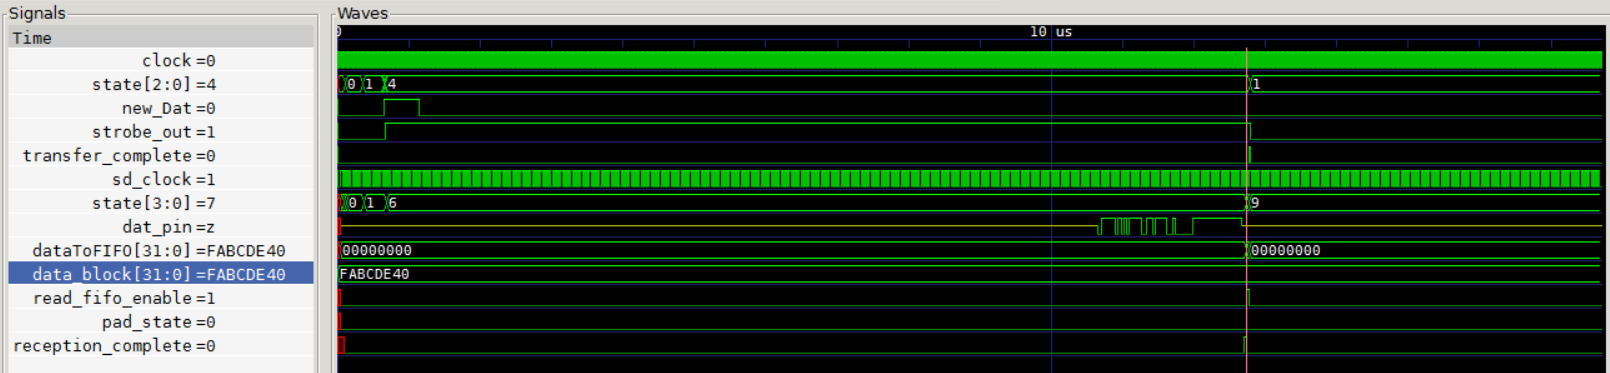 Signals Waves
Time 0 10 us
clock =0
state[2:0] =4 0 1 4 1
new_Dat =0
strobe_out =1
transfer_complete =0
sd_clock =1
state[3:0] =7 0 1 6 9
dat_pin =z
dataToFIFO[31:0] =FABCDE40 00000000 00000000
data_block[31:0] =FABCDE40 FABCDE40
read_fifo_enable =1
pad_state =0
reception_complete =0